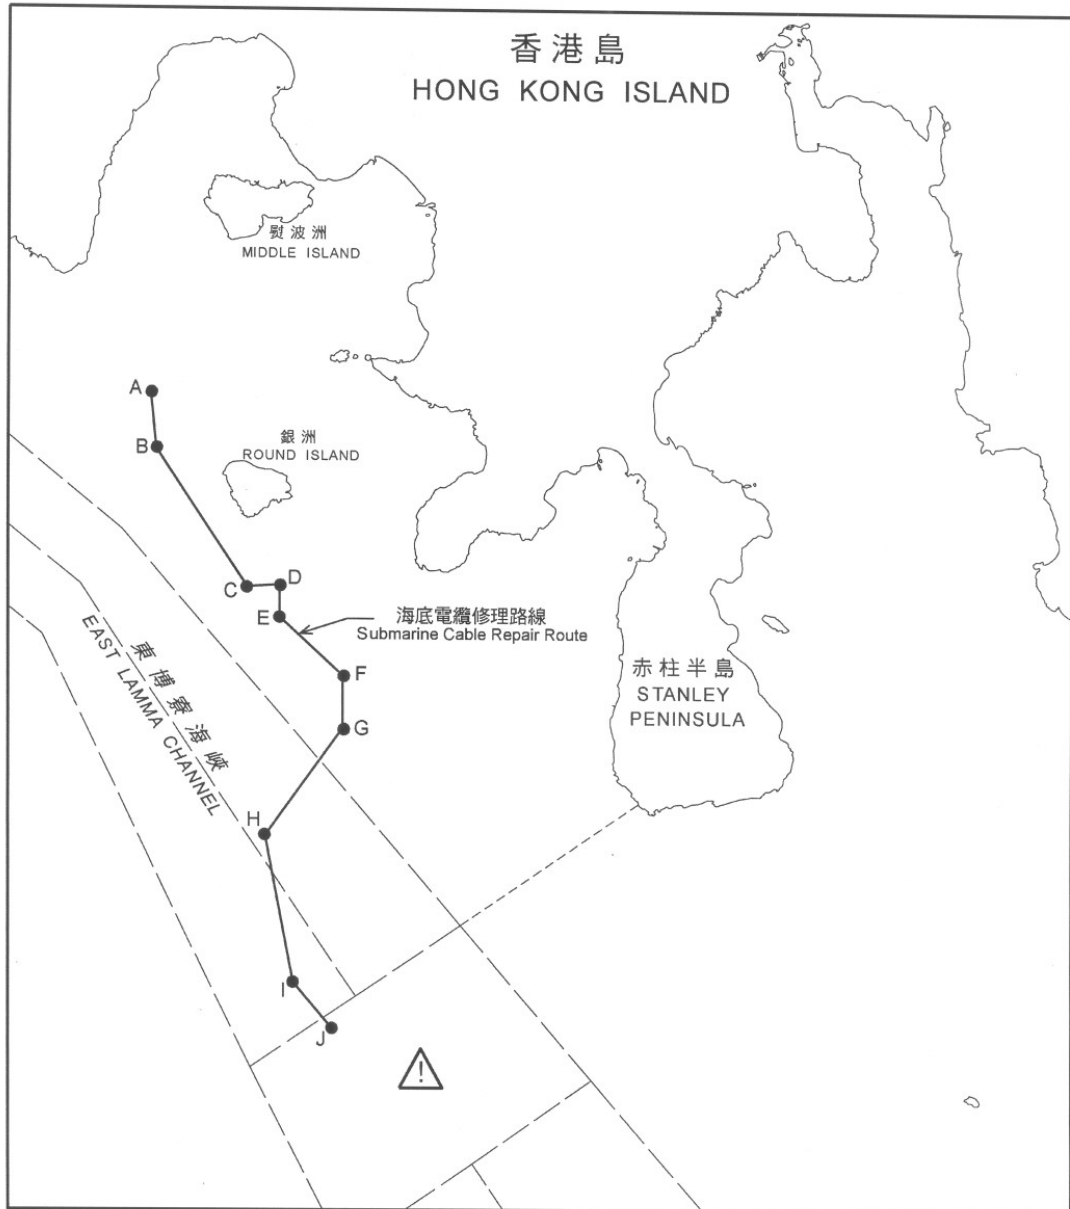 香港島
HONG KONG ISLAND
熨波洲
MIDDLE ISLAND
A
B
銀洲
ROUND ISLAND
C
D
E
海底電纜修理路線
Submarine Cable Repair Route
F
G
東博寮海峽
EAST LAMMA CHANNEL
赤柱半島
STANLEY
PENINSULA
H
I
J
!